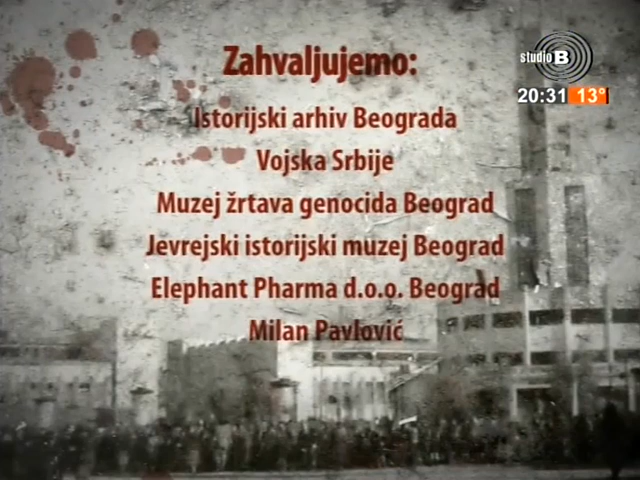 Zahvaljujemo:
studio B
20:31 13°
Istorijski arhiv Beograda
Vojska Srbije
Muzej žrtava genocida Beograd
Jevrejski istorijski muzej Beograd
Elephant Pharma d.o.o. Beograd
Milan Pavlović